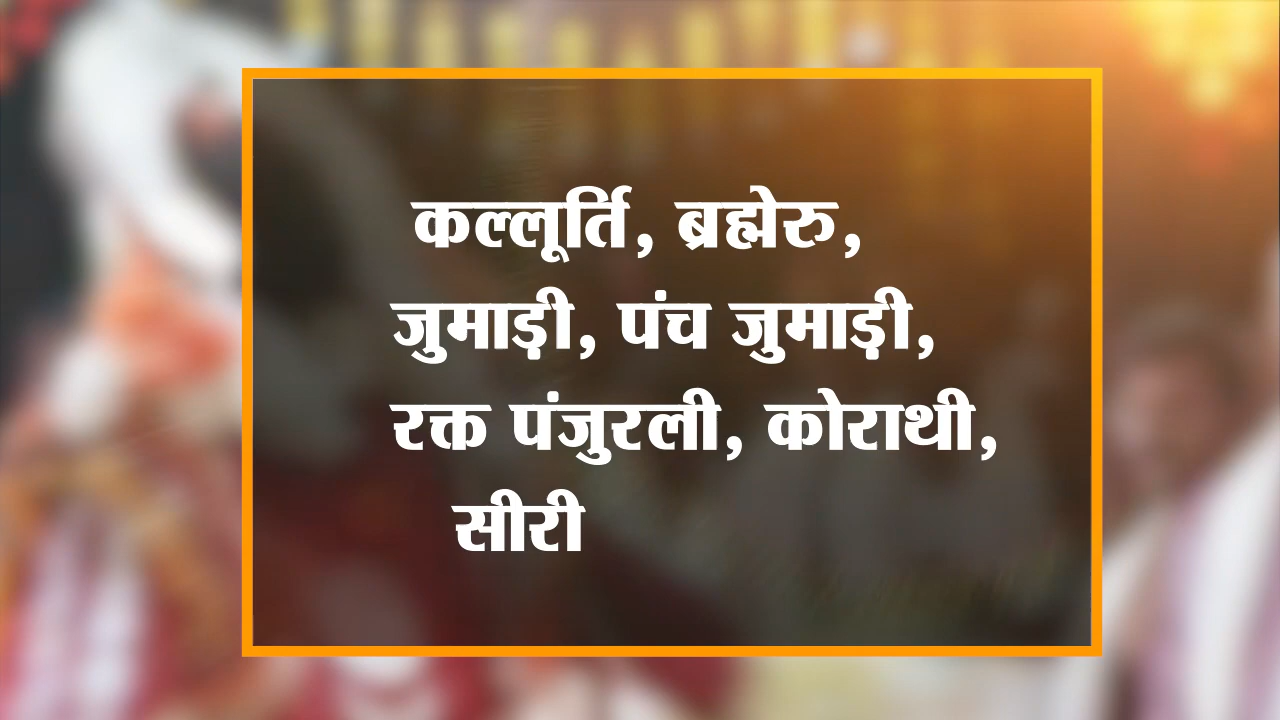 कल्लूर्ति, ब्रह्मेरु,
जुमाड़ी, पंच जुमाड़ी,
रक्त पंजुरली, कोराथी,
सीरी